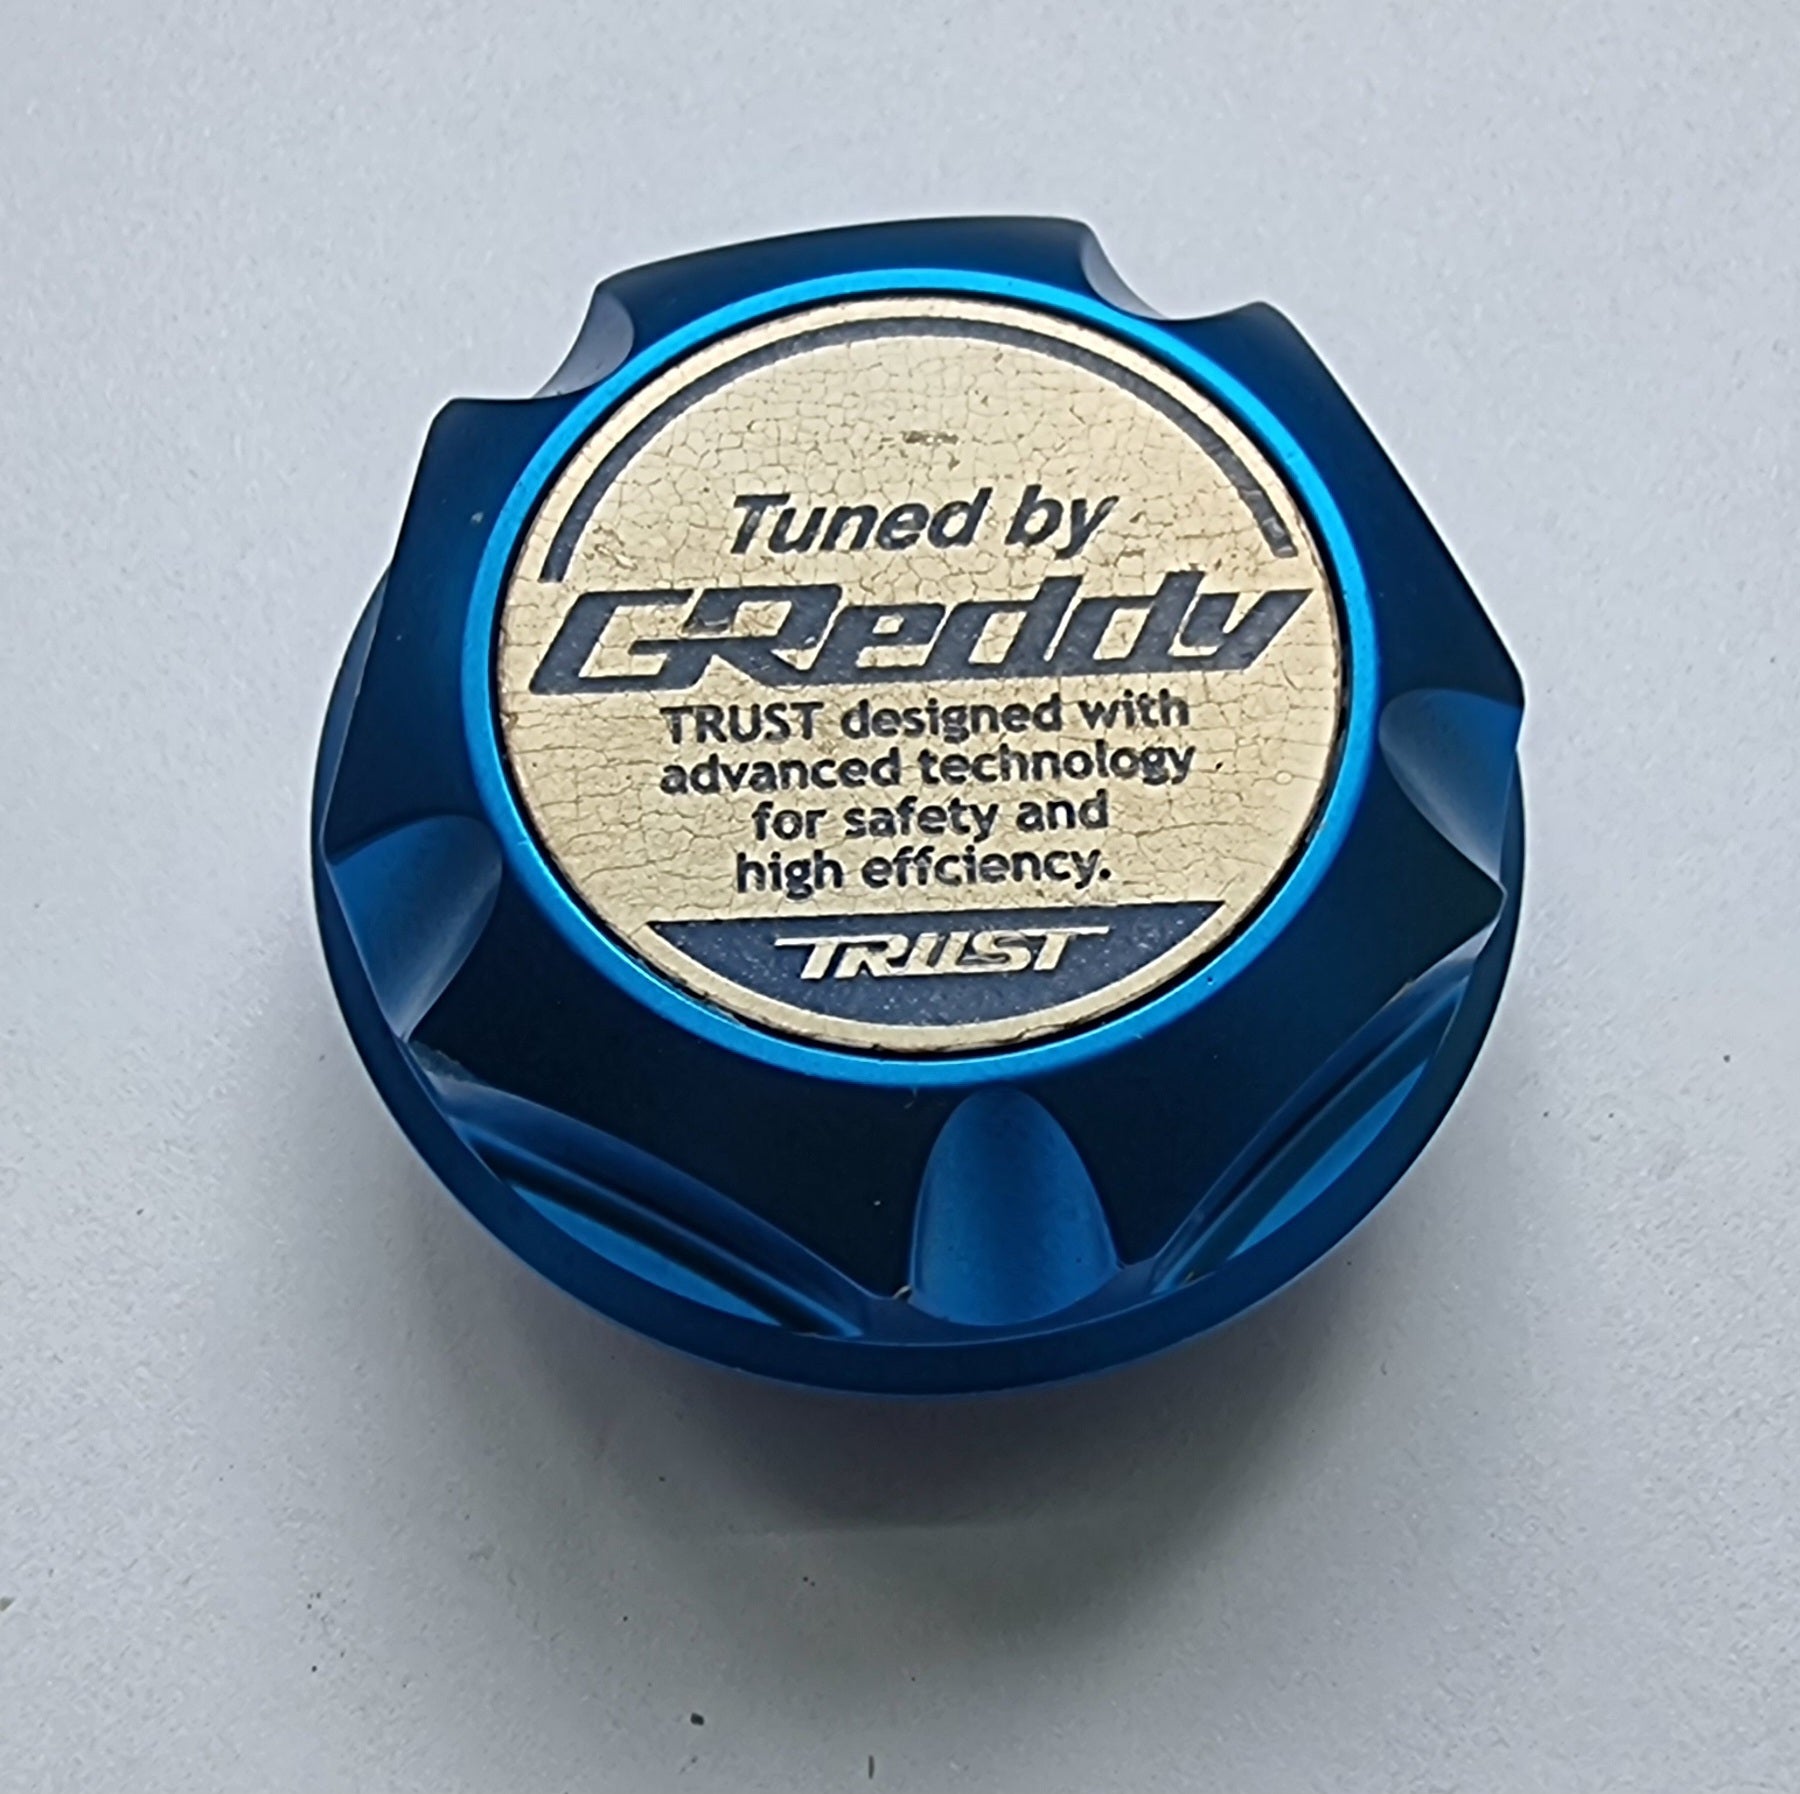 Tuned by
GReddy
TRUST designed with
advanced technology
for safety and
high effciency.
TRUST